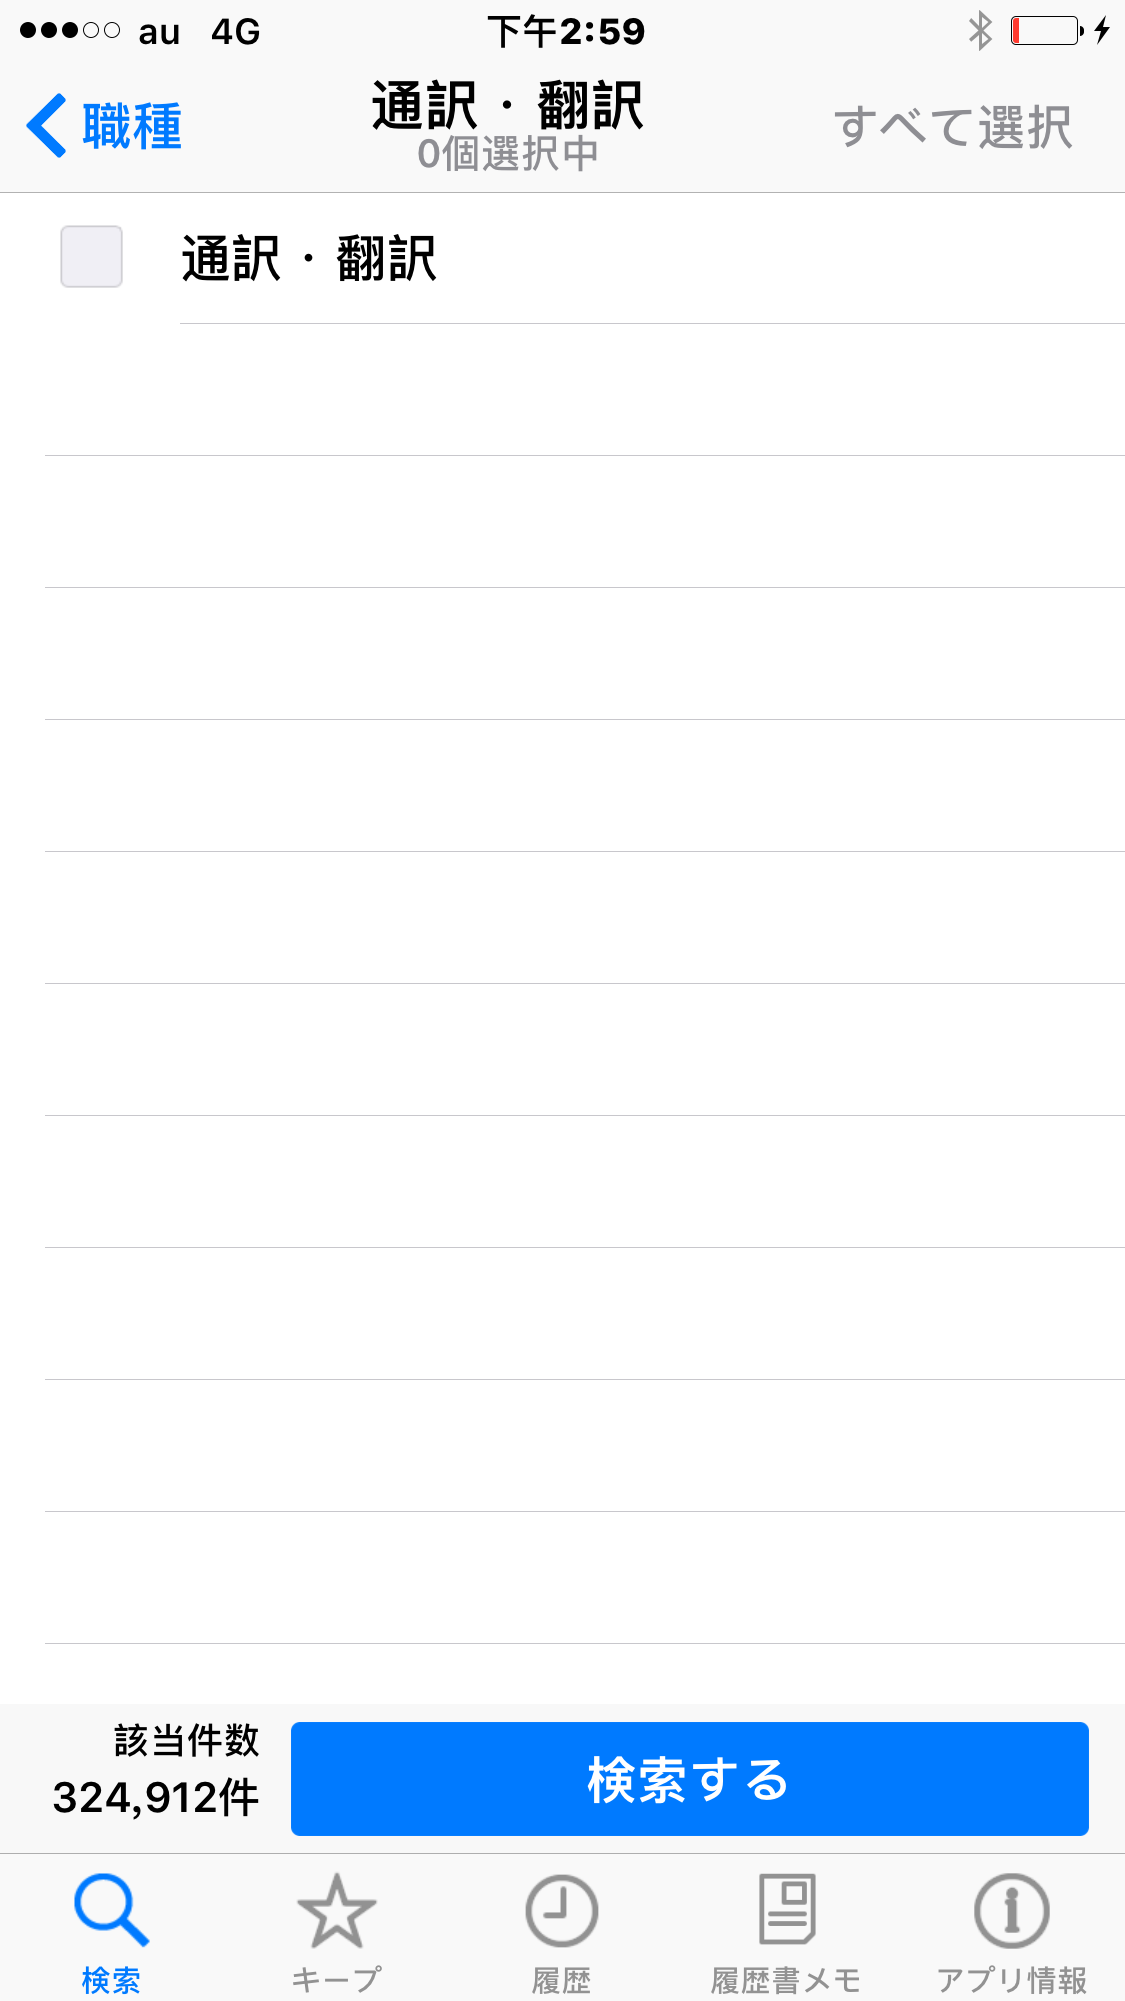 au 4G 下午2:59
職種
通訳・翻訳
0個選択中
すべて選択
通訳・翻訳
該当件数
324,912件
検索する
検索
キープ
履歴
履歴書メモ
アプリ情報